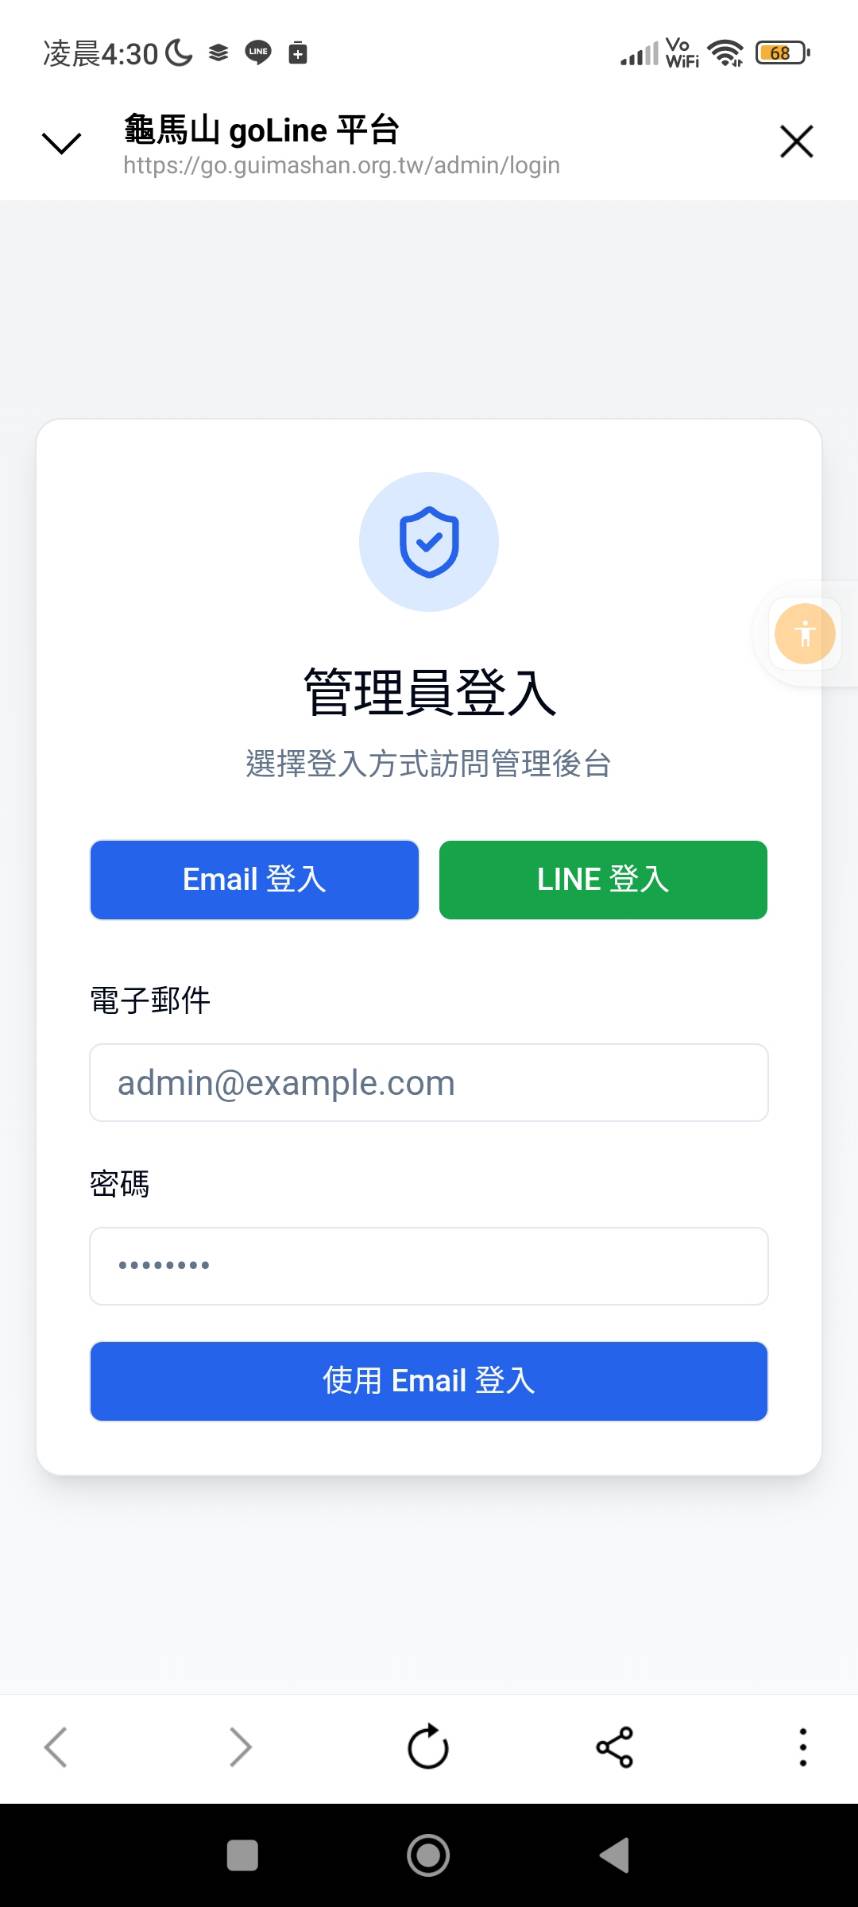 凌晨4:30
LINE
Vo
WiFi
68
龜馬山 goLine 平台
https://go.guimashan.org.tw/admin/login
管理員登入
選擇登入方式訪問管理後台
Email 登入
LINE 登入
電子郵件
admin@example.com
密碼
••••••••
使用 Email 登入